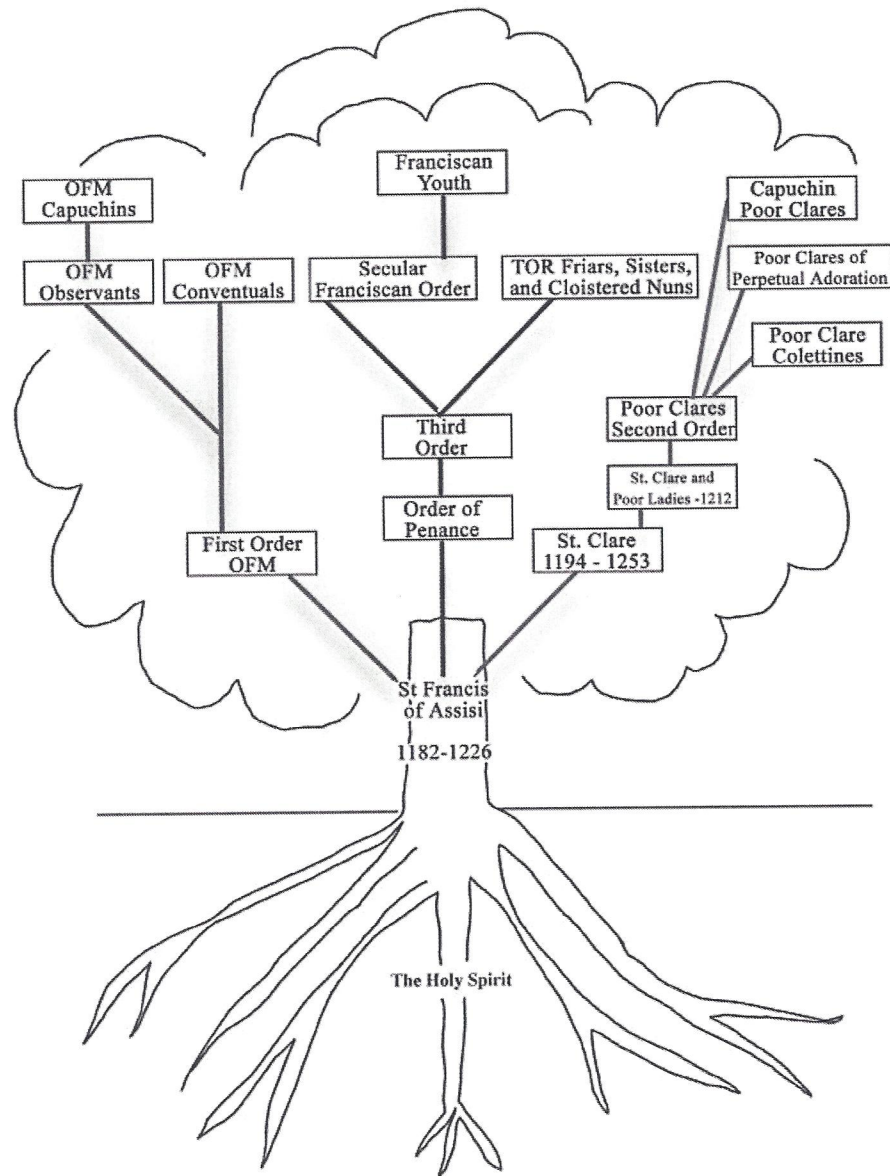 Franciscan
Youth
OFM
Capuchins
Capuchin
Poor Clares
OFM
Observants
OFM
Conventuals
Secular
Franciscan Order
TOR Friars, Sisters,
and Cloistered Nuns
Poor Clares of
Perpetual Adoration
Poor Clare
Colettines
Poor Clares
Second Order
Third
Order
St. Clare and
Poor Ladies -1212
Order of
Penance
First Order
OFM
St. Clare
1194 - 1253
St Francis
of Assisi
1182-1226
The Holy Spirit